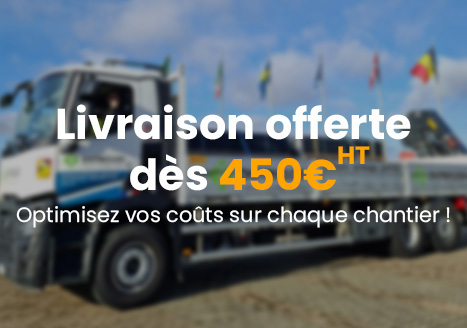 Livraison offerte
dès 450€HT
Optimisez vos coûts sur chaque chantier !